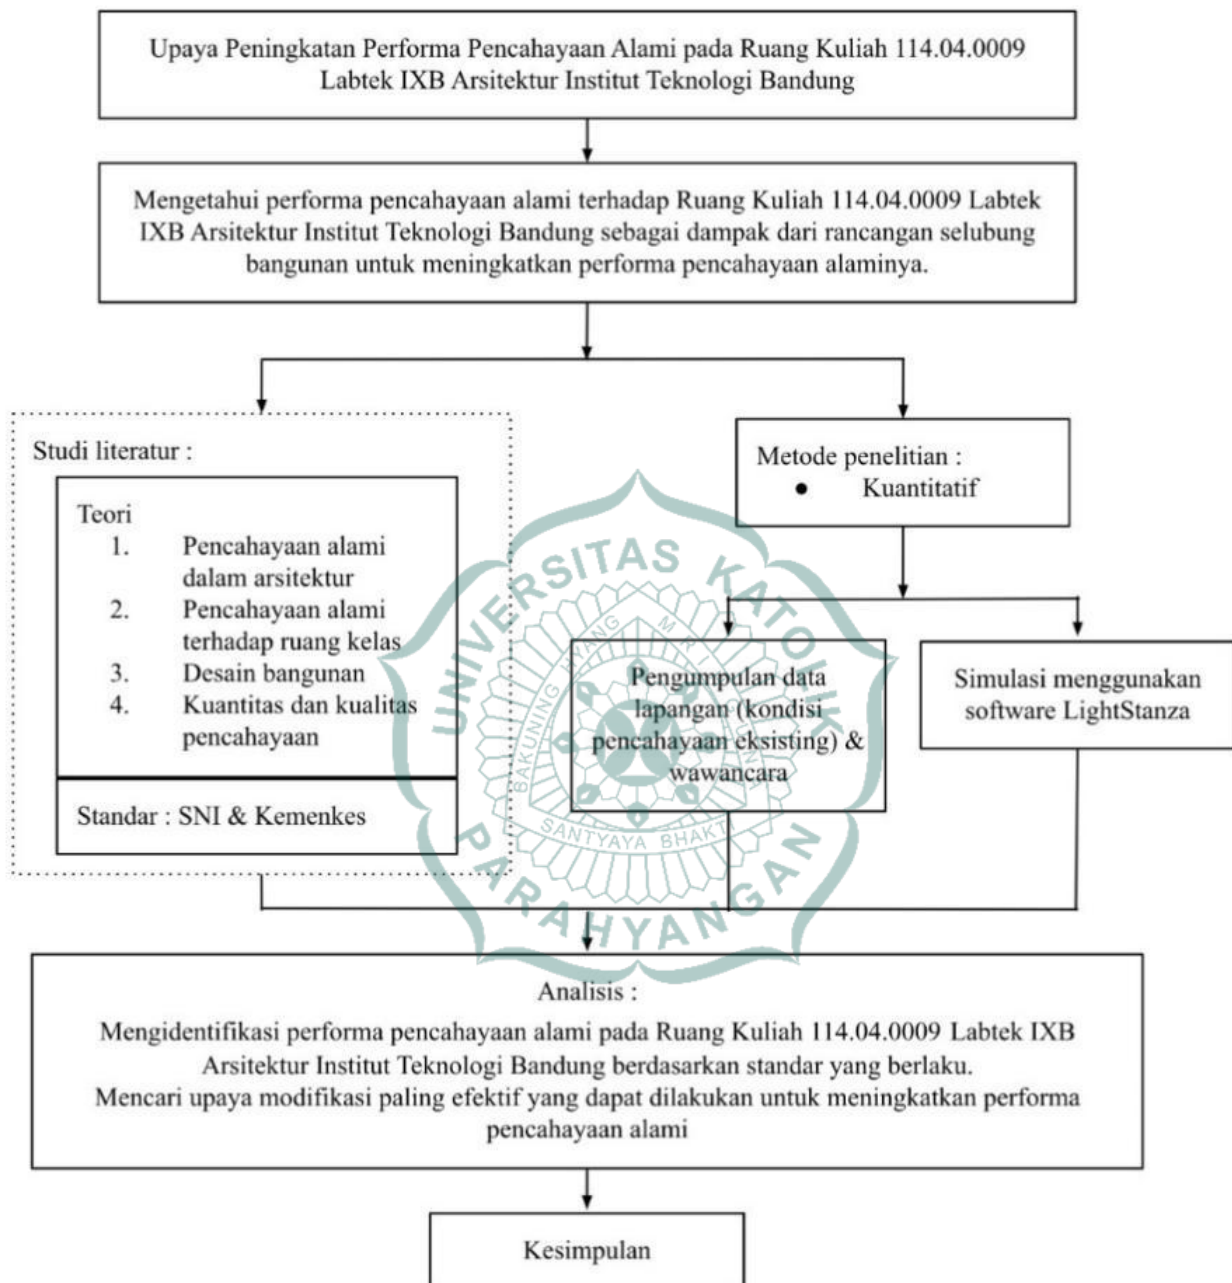 Upaya Peningkatan Performa Pencahayaan Alami pada Ruang Kuliah 114.04.0009
Labtek IXB Arsitektur Institut Teknologi Bandung
Mengetahui performa pencahayaan alami terhadap Ruang Kuliah 114.04.0009 Labtek
IXB Arsitektur Institut Teknologi Bandung sebagai dampak dari rancangan selubung
bangunan untuk meningkatkan performa pencahayaan alaminya.
Studi literatur :
Teori
1. Pencahayaan alami
dalam arsitektur
2. Pencahayaan alami
terhadap ruang kelas
3. Desain bangunan
4. Kuantitas dan kualitas
pencahayaan
Standar : SNI & Kemenkes
Metode penelitian :
● Kuantitatif
Pengumpulan data
lapangan (kondisi
pencahayaan eksisting) &
wawancara
Simulasi menggunakan
software LightStanza
UNIVERSITAS KATOLIK
PARAHYANGAN
BAKUNING HYANG MRIH GUNA
SANTYAYA BHAKTI
Analisis :
Mengidentifikasi performa pencahayaan alami pada Ruang Kuliah 114.04.0009 Labtek IXB
Arsitektur Institut Teknologi Bandung berdasarkan standar yang berlaku.
Mencari upaya modifikasi paling efektif yang dapat dilakukan untuk meningkatkan performa
pencahayaan alami
Kesimpulan